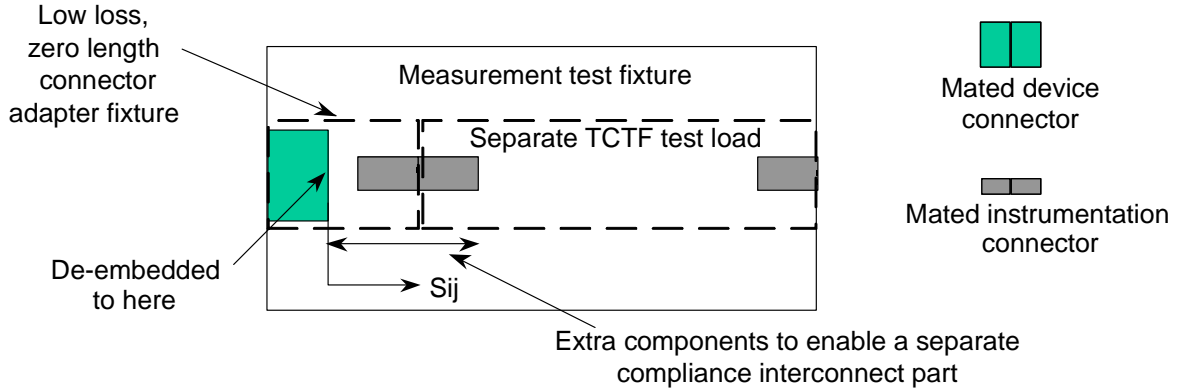 Low loss,
zero length
connector
adapter fixture
Measurement test fixture
Separate TCTF test load
De-embedded
to here
Sij
Extra components to enable a separate
compliance interconnect part
Mated device
connector
Mated instrumentation
connector